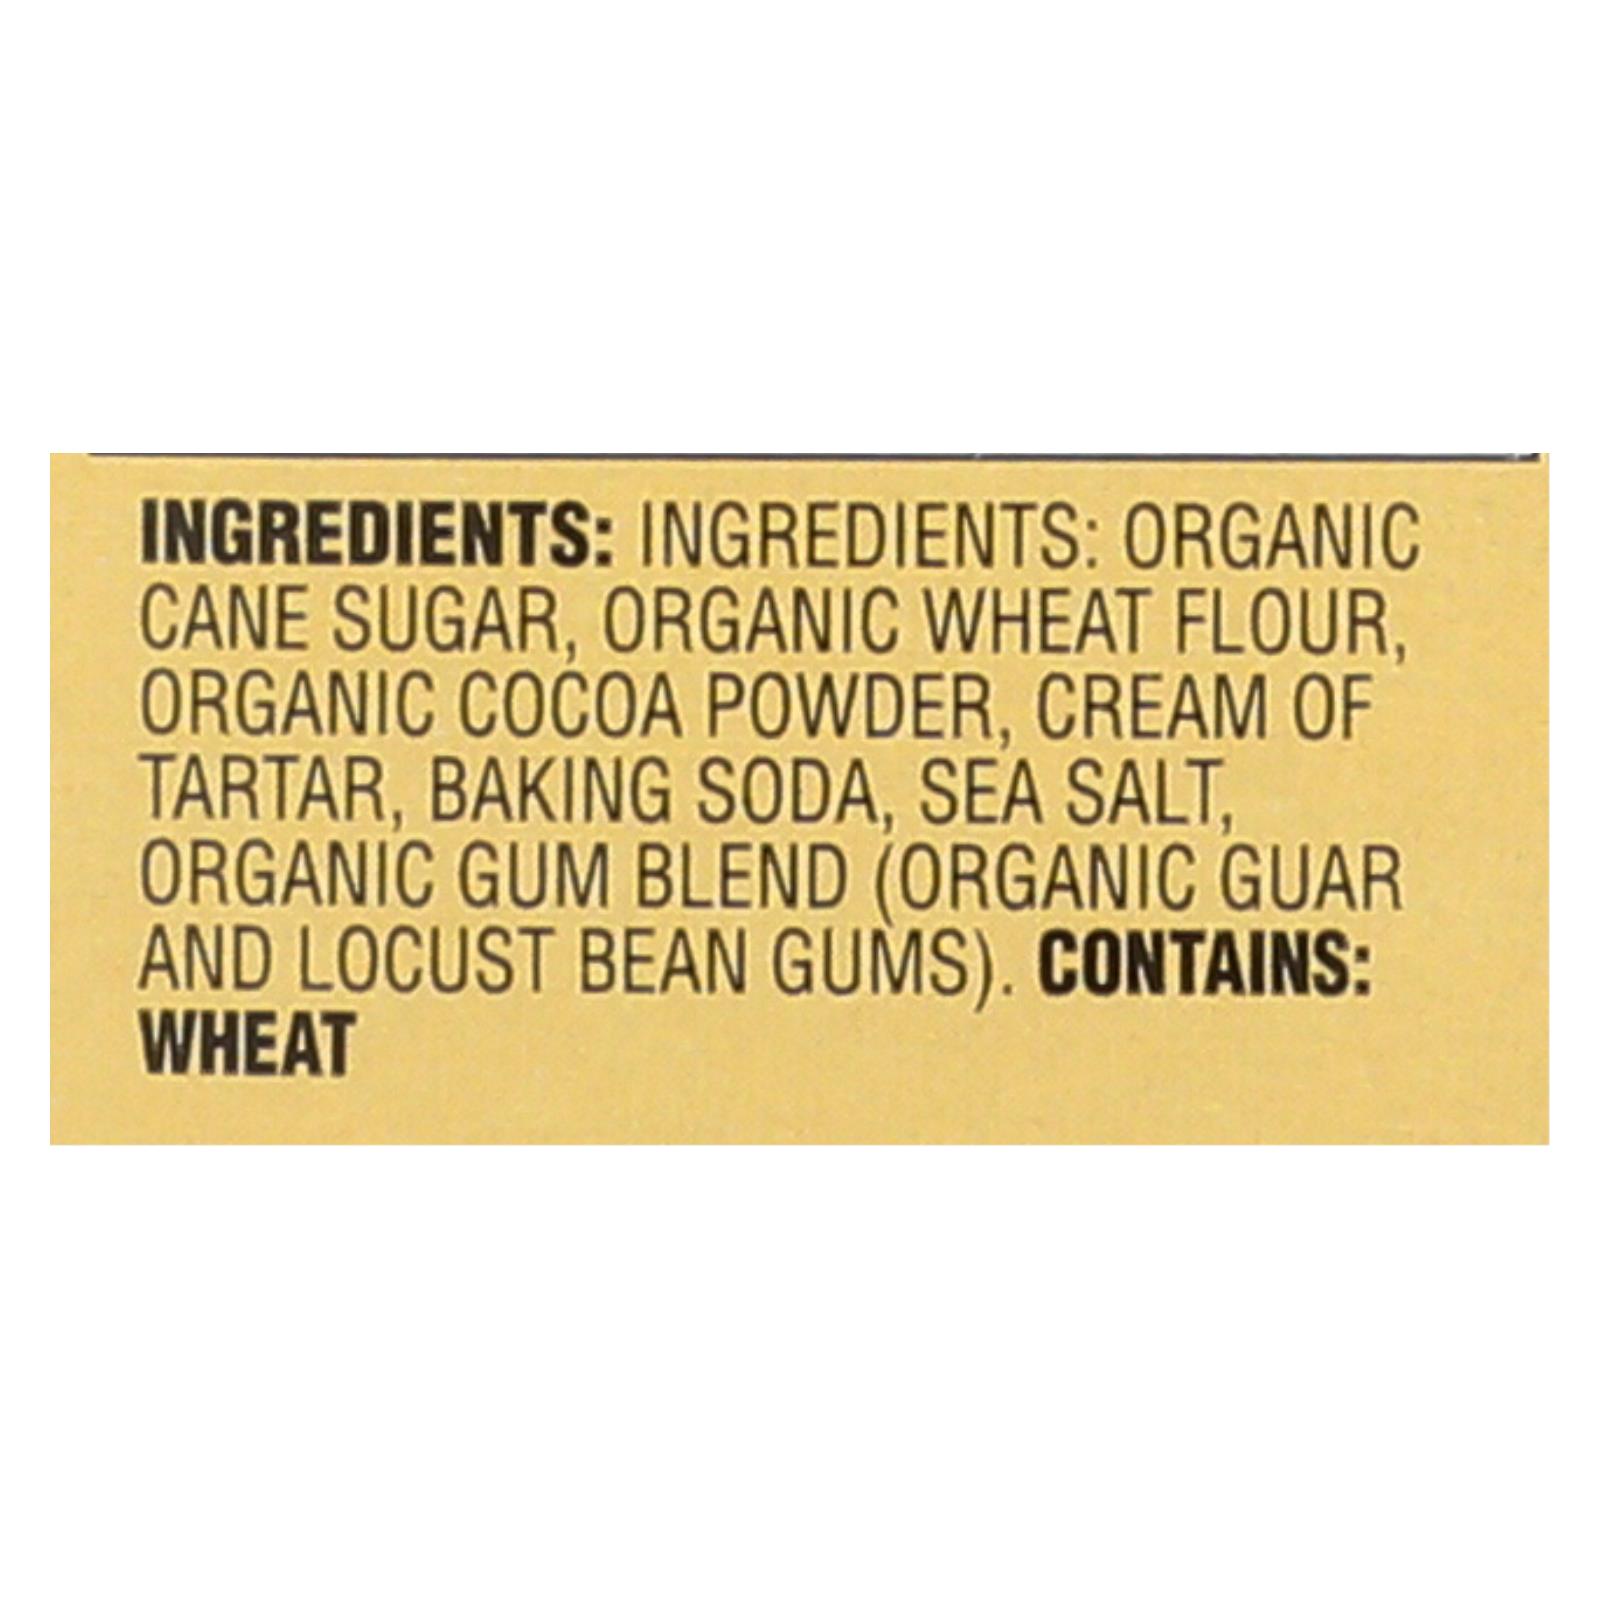 INGREDIENTS: INGREDIENTS: ORGANIC
CANE SUGAR, ORGANIC WHEAT FLOUR,
ORGANIC COCOA POWDER, CREAM OF
TARTAR, BAKING SODA, SEA SALT,
ORGANIC GUM BLEND (ORGANIC GUAR
AND LOCUST BEAN GUMS). CONTAINS:
WHEAT